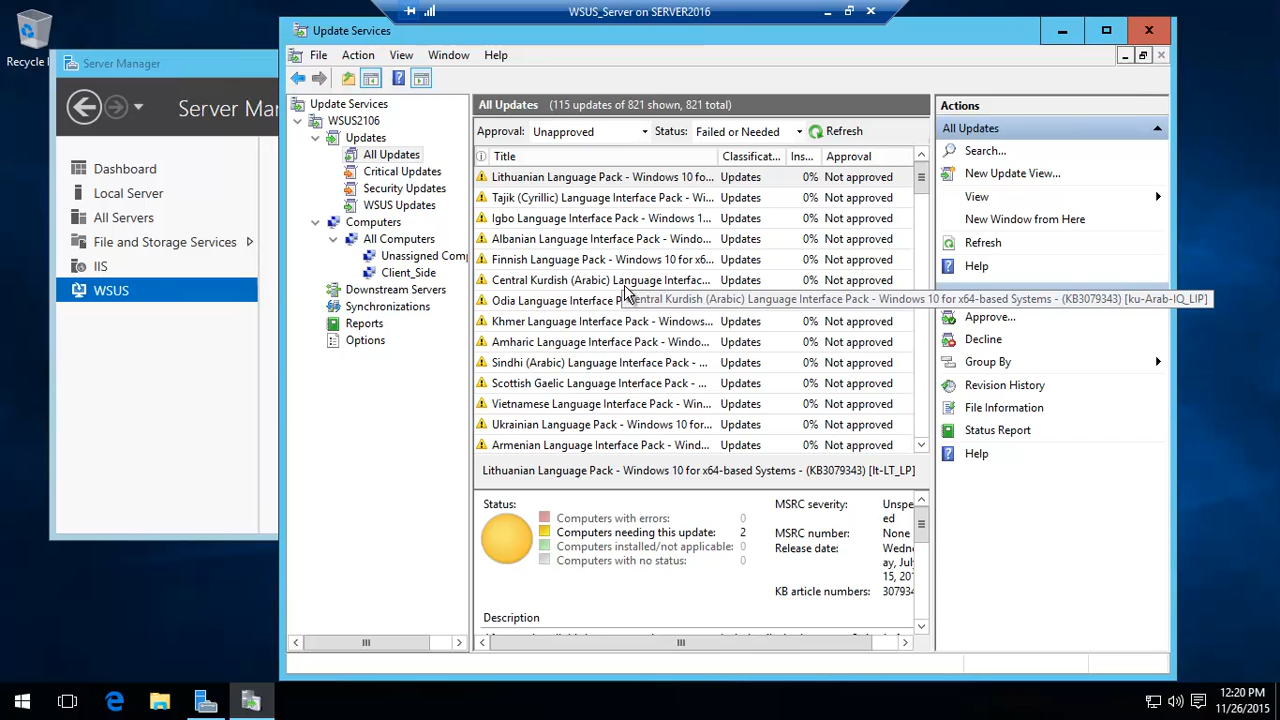 WSUS_Server on SERVER2016
Recycle
Server Manager
Server Mar
Dashboard
Local Server
All Servers
File and Storage Services
IIS
WSUS
Update Services
File Action View Window Help
Update Services
WSUS2106
Updates
All Updates
Critical Updates
Security Updates
WSUS Updates
Computers
All Computers
Unassigned Comp
Client_Side
Downstream Servers
Synchronizations
Reports
Options
All Updates (115 updates of 821 shown, 821 total)
Approval: Unapproved Status: Failed or Needed Refresh
Title Classificat... Ins... Approval
Lithuanian Language Pack - Windows 10 fo... Updates 0% Not approved
Tajik (Cyrillic) Language Interface Pack - Wi... Updates 0% Not approved
Igbo Language Interface Pack - Windows 1... Updates 0% Not approved
Albanian Language Interface Pack - Windo... Updates 0% Not approved
Finnish Language Pack - Windows 10 for x6... Updates 0% Not approved
Central Kurdish (Arabic) Language Interfac... Updates 0% Not approved
Odia Language Interface P
Central Kurdish (Arabic) Language Interface Pack - Windows 10 for x64-based Systems - (KB3079343) [ku-Arab-IQ_LIP]
Khmer Language Interface Pack - Windows... Updates 0% Not approved
Amharic Language Interface Pack - Windo... Updates 0% Not approved
Sindhi (Arabic) Language Interface Pack - ... Updates 0% Not approved
Scottish Gaelic Language Interface Pack - ... Updates 0% Not approved
Vietnamese Language Interface Pack - Win... Updates 0% Not approved
Ukrainian Language Pack - Windows 10 for... Updates 0% Not approved
Armenian Language Interface Pack - Wind... Updates 0% Not approved
Lithuanian Language Pack - Windows 10 for x64-based Systems - (KB3079343) [lt-LT_LP]
Status:
Computers with errors: 0
Computers needing this update: 2
Computers installed/not applicable: 0
Computers with no status: 0
MSRC severity: Unspe
ed
MSRC number: None
Release date: Wedn
ay, July
15, 20
KB article numbers: 30793
Description
Actions
All Updates
Search...
New Update View...
View
New Window from Here
Refresh
Help
Approve...
Decline
Group By
Revision History
File Information
Status Report
Help
12:20 PM
11/26/2015